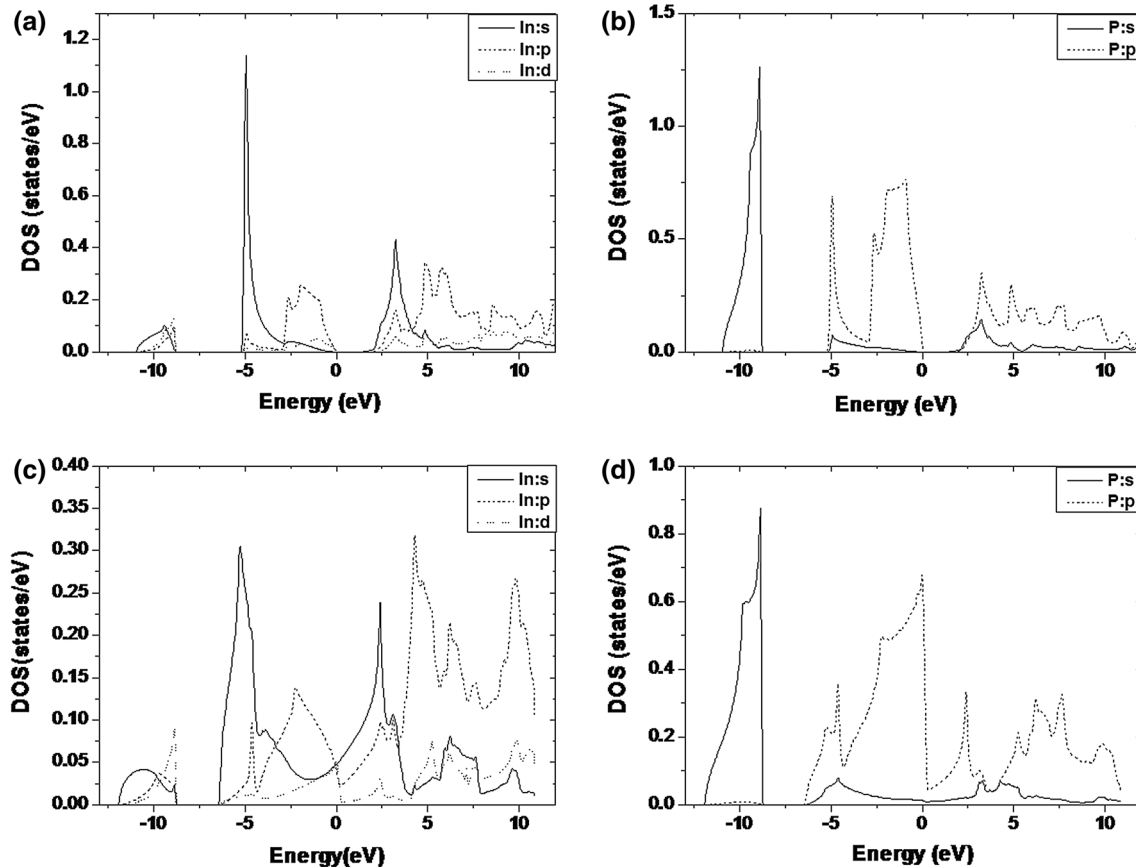 (a)
1.2
1.0
0.8
0.6
0.4
0.2
0.0
DOS (states/eV)
In:s
In:p
In:d
-10 -5 0 5 10
Energy (eV)
(b)
1.5
1.0
0.5
0.0
DOS (states/eV)
P:s
P:p
-10 -5 0 5 10
Energy (eV)
(c)
0.40
0.35
0.30
0.25
0.20
0.15
0.10
0.05
0.00
DOS(states/eV)
In:s
In:p
In:d
-10 -5 0 5 10
Energy(eV)
(d)
1.0
0.8
0.6
0.4
0.2
0.0
DOS (states/eV)
P:s
P:p
-10 -5 0 5 10
Energy (eV)